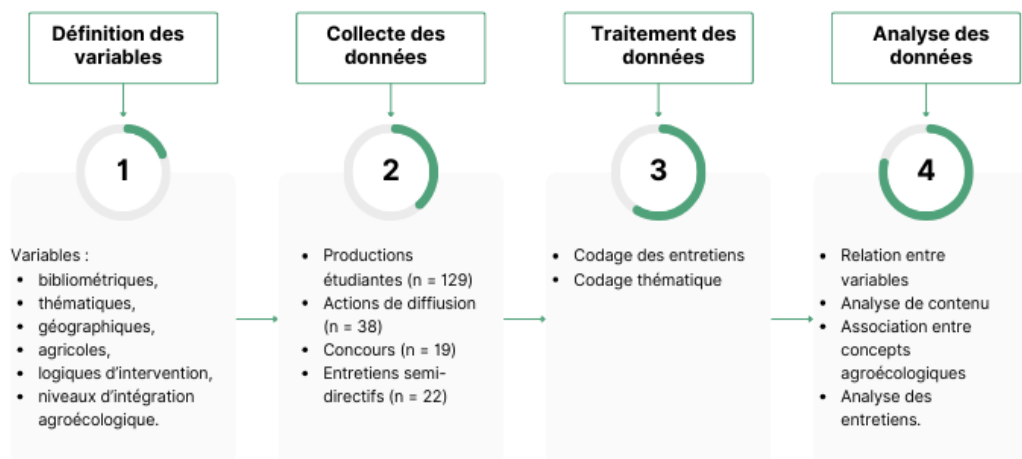 Définition des
variables
1
Variables :
• bibliométriques,
• thématiques,
• géographiques,
• agricoles,
• logiques d'intervention,
• niveaux d'intégration
agroécologique.
Collecte des
données
2
• Productions
étudiantes (n = 129)
• Actions de diffiusion
(n = 38)
• Concours (n = 19)
• Entretiens semi-
directifs (n = 22)
Traitement des
données
3
• Codage des entretiens
• Codage thématique
Analyse des
données
4
• Relation entre
variables
• Analyse de contenu
• Association entre
concepts
agroécologiques
• Analyse des
entretiens.